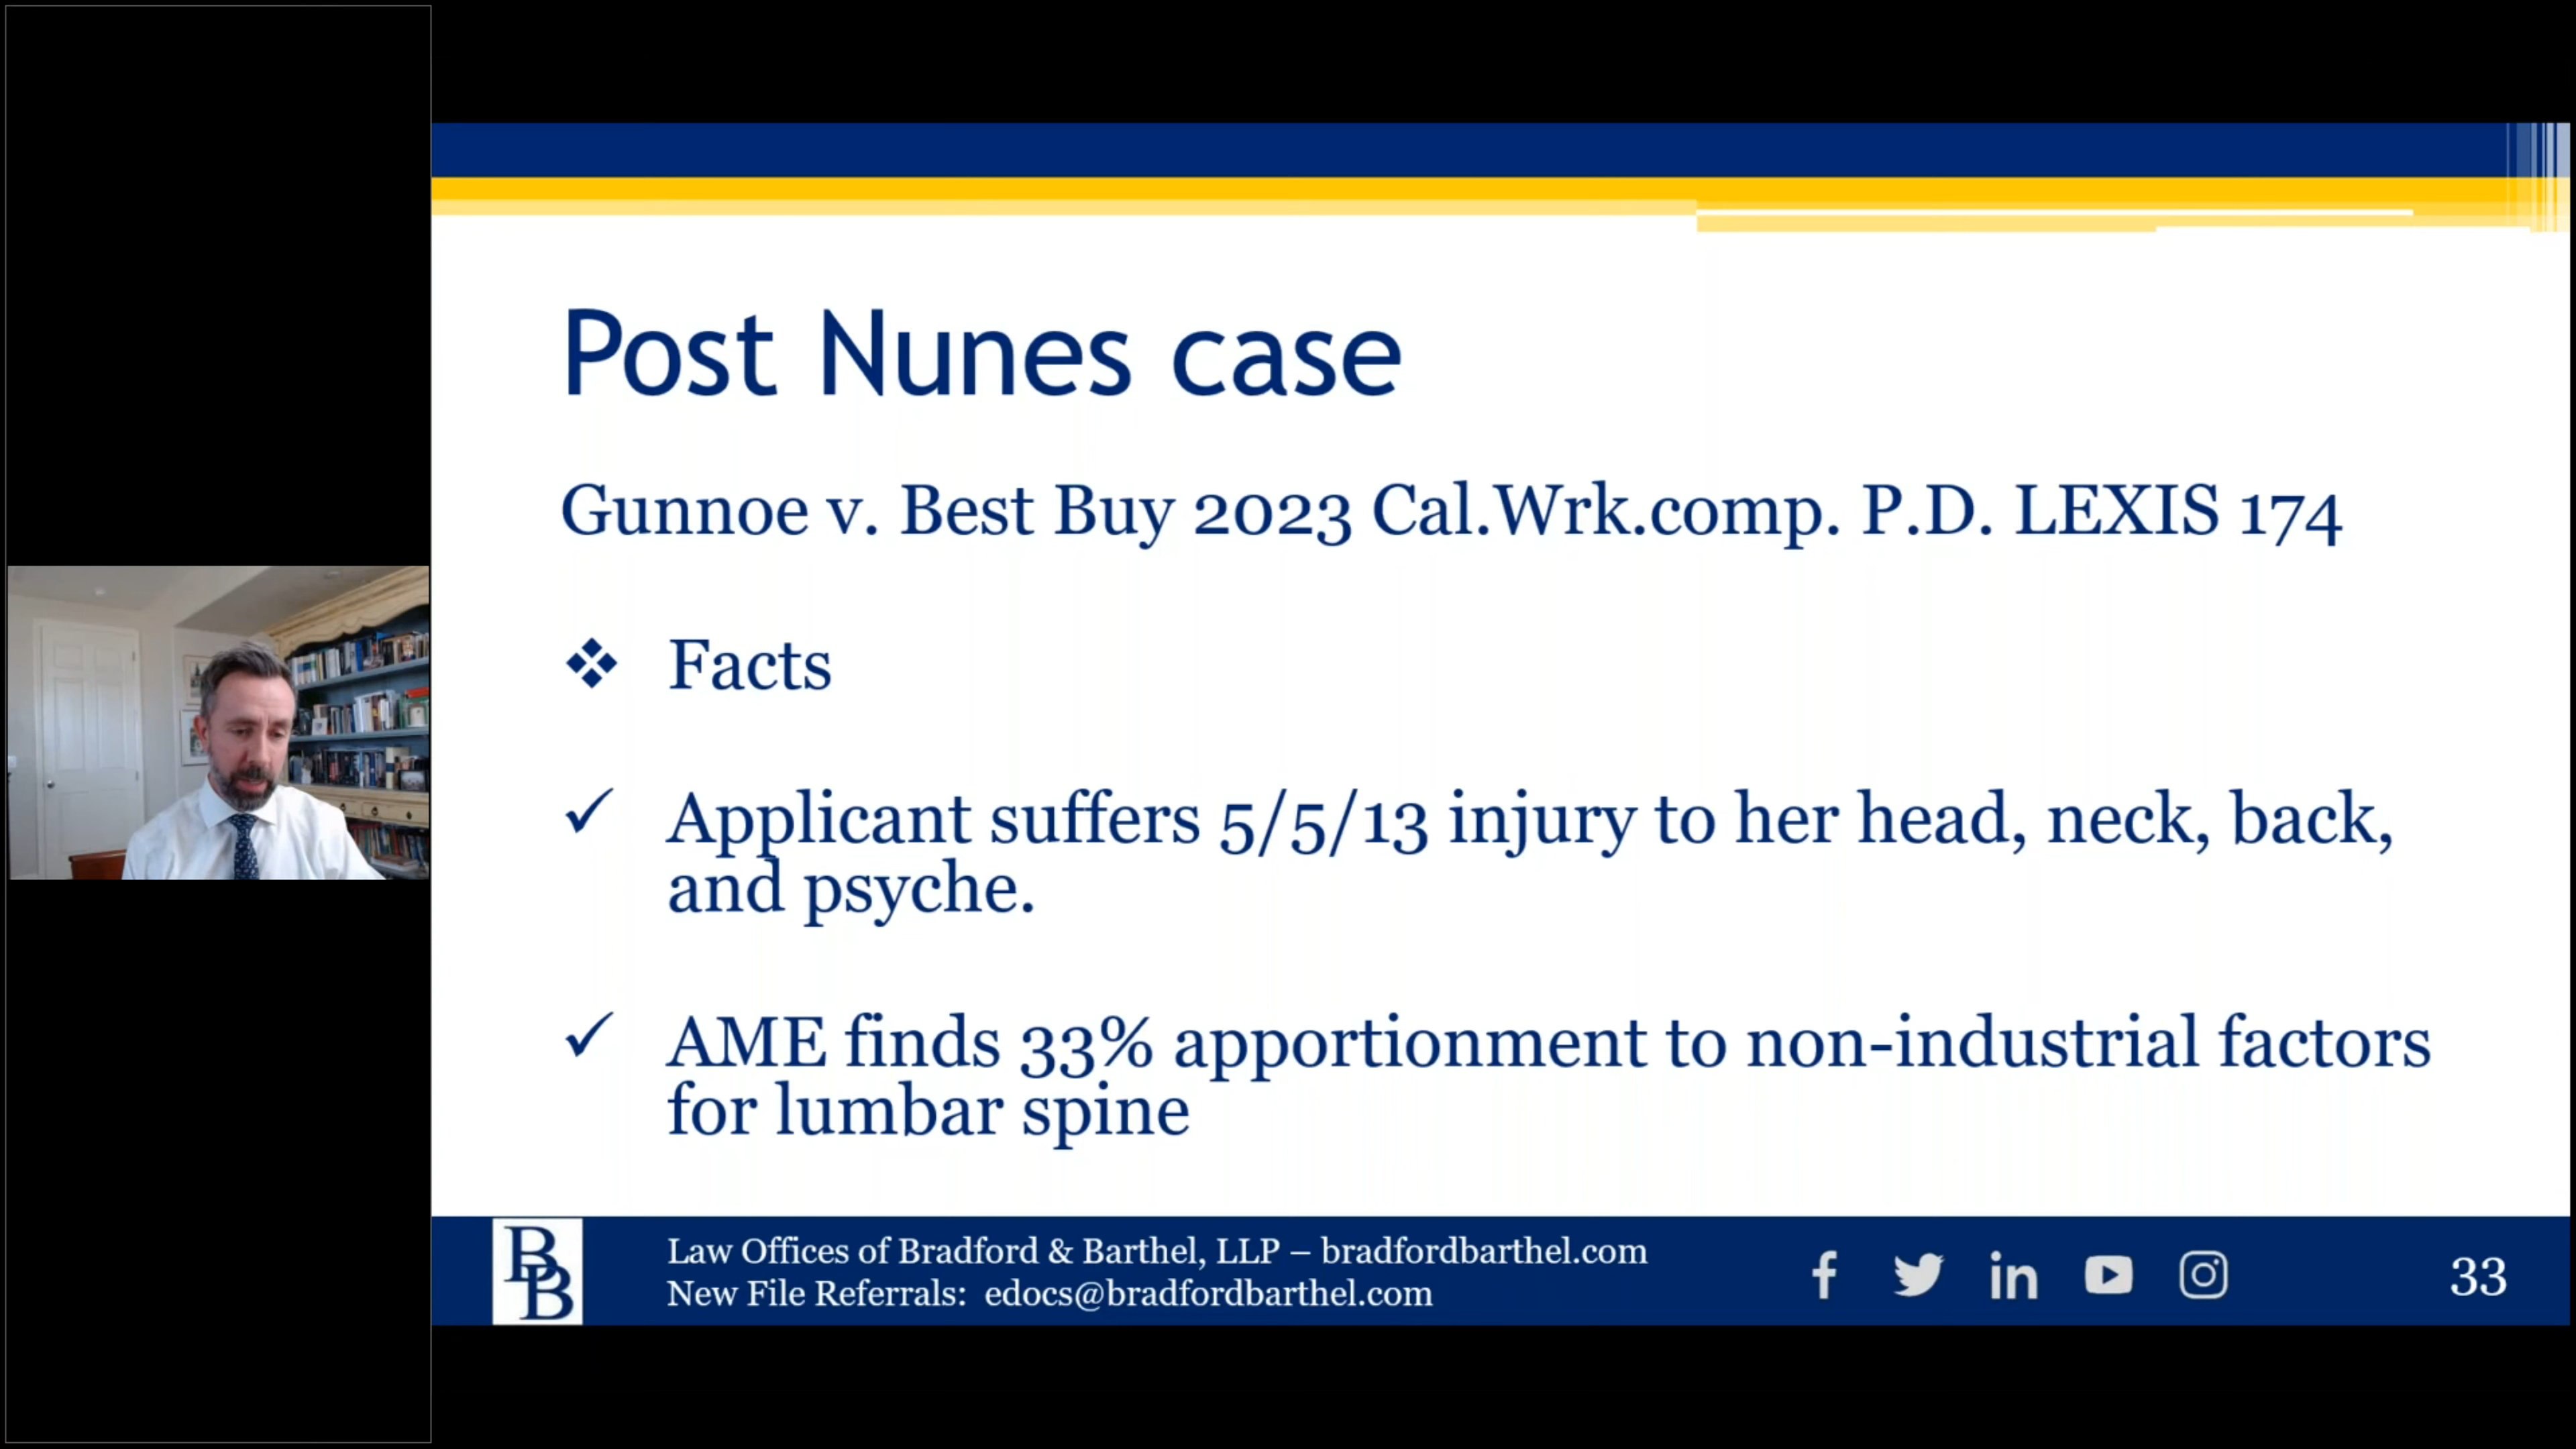 Post Nunes case
Gunnoe v. Best Buy 2023 Cal.Wrk.comp. P.D. LEXIS 174
Facts
Applicant suffers 5/5/13 injury to her head, neck, back,
and psyche.
AME finds 33% apportionment to non-industrial factors
for lumbar spine
BB
Law Offices of Bradford & Barthel, LLP – bradfordbarthel.com
New File Referrals: edocs@bradfordbarthel.com
33